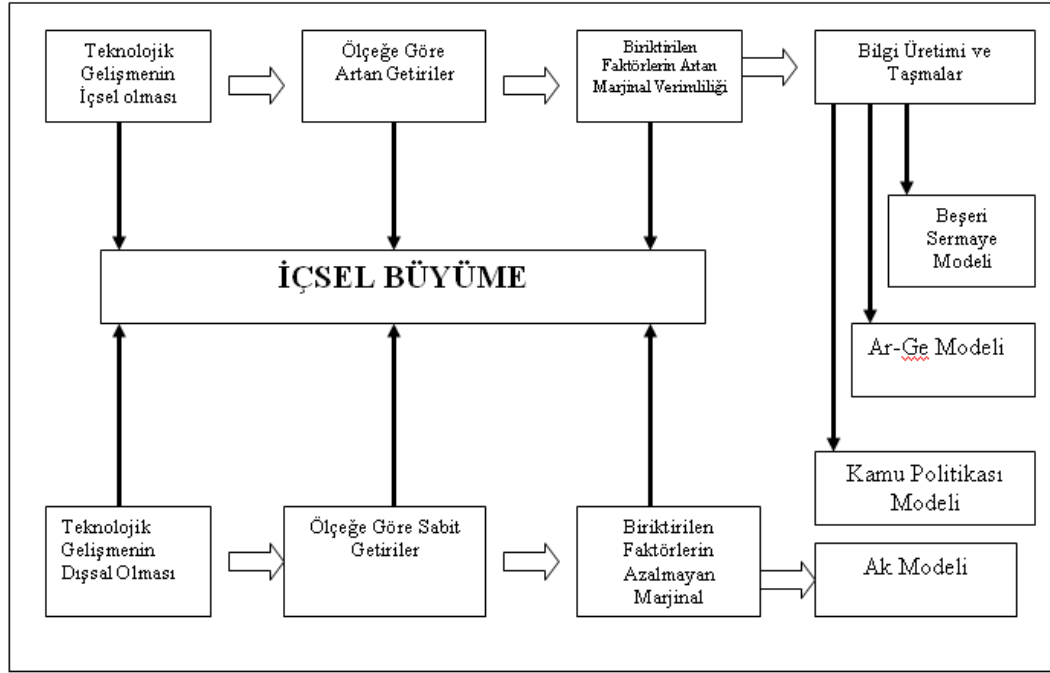 Teknolojik
Gelişmenin
İçsel olması
Ölçeğe Göre
Artan Getiriler
Biriktirilen
Faktörlerin Artan
Marjinal Verimliliği
Bilgi Üretimi ve
Taşmalar
Beşeri
Sermaye
Modeli
İÇSEL BÜYÜME
Ar-Ge Modeli
Kamu Politikası
Modeli
Teknolojik
Gelişmenin
Dışsal Olması
Ölçeğe Göre Sabit
Getiriler
Biriktirilen
Faktörlerin
Azalmayan
Marjinal
Ak Modeli